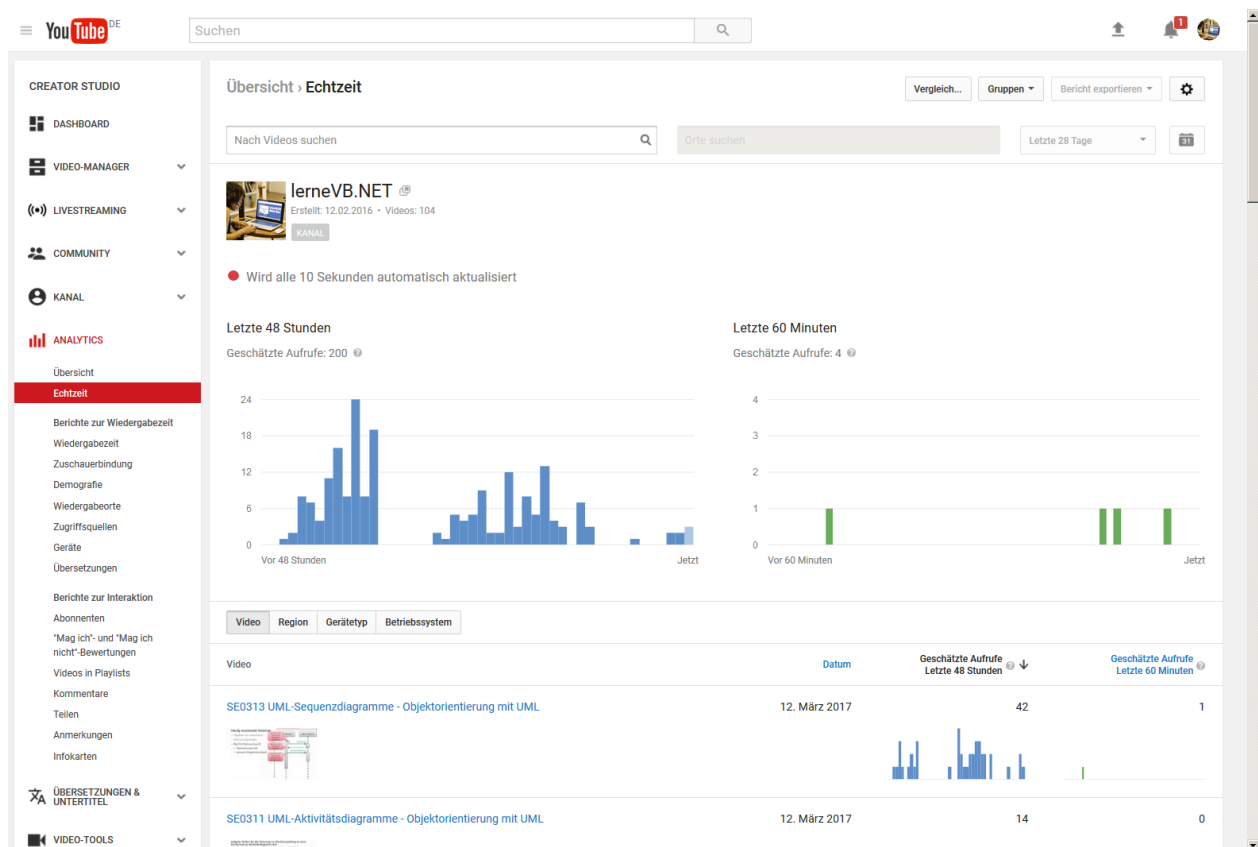 YouTube DE
Suchen
1
CREATOR STUDIO
DASHBOARD
VIDEO-MANAGER
LIVESTREAMING
COMMUNITY
KANAL
ANALYTICS
Übersicht
Echtzeit
Berichte zur Wiedergabezeit
Wiedergabezeit
Zuschauerbindung
Demografie
Wiedergabeorte
Zugriffsquellen
Geräte
Übersetzungen
Berichte zur Interaktion
Abonnenten
"Mag ich"- und "Mag ich
nicht"-Bewertungen
Videos in Playlists
Kommentare
Teilen
Anmerkungen
Infokarten
ÜBERSETZUNGEN &
UNTERTITEL
VIDEO-TOOLS
Übersicht › Echtzeit
Vergleich... Gruppen Bericht exportieren
Nach Videos suchen Orte suchen Letzte 28 Tage 31
lerneVB.NET
Erstellt: 12.02.2016 • Videos: 104
KANAL
Wird alle 10 Sekunden automatisch aktualisiert
Letzte 48 Stunden
Geschätzte Aufrufe: 200 ?
24
18
12
6
0
Vor 48 Stunden Jetzt
Letzte 60 Minuten
Geschätzte Aufrufe: 4 ?
4
3
2
1
0
Vor 60 Minuten Jetzt
Video Region Gerätetyp Betriebssystem
Video Datum
Geschätzte Aufrufe
Letzte 48 Stunden ?
Geschätzte Aufrufe
Letzte 60 Minuten ?
SE0313 UML-Sequenzdiagramme - Objektorientierung mit UML 12. März 2017 42 1
SE0311 UML-Aktivitätsdiagramme - Objektorientierung mit UML 12. März 2017 14 0